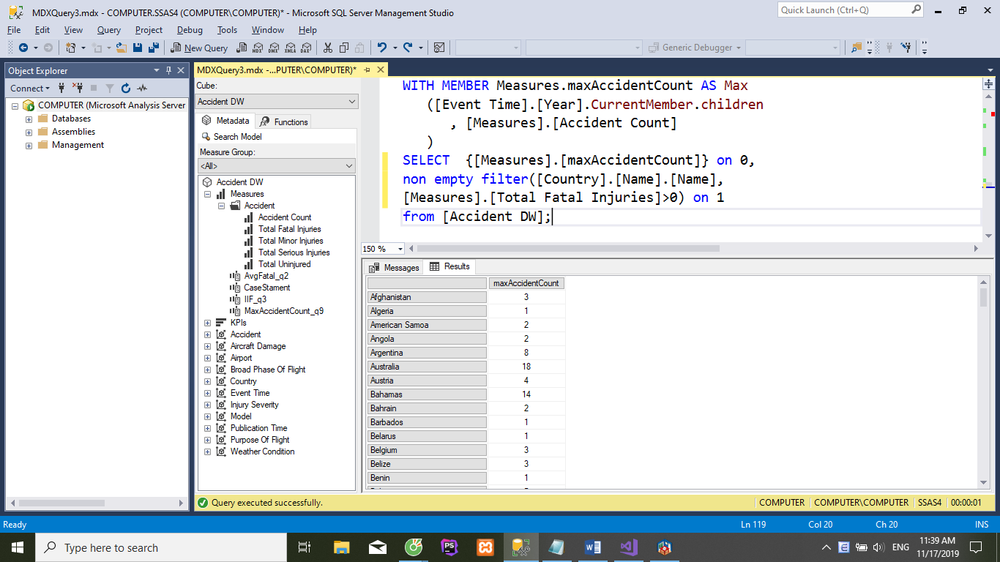 MDXQuery3.mdx - COMPUTER.SSAS4 (COMPUTER\COMPUTER)* - Microsoft SQL Server Management Studio
Quick Launch (Ctrl+Q)
File Edit View Query Project Debug Tools Window Help
New Query MDX DMX XMLA DAX Generic Debugger
Object Explorer
Connect
COMPUTER (Microsoft Analysis Server
Databases
Assemblies
Management
MDXQuery3.mdx -...PUTER\COMPUTER)*
Cube:
Accident DW
Metadata Functions
Search Model
Measure Group:
<All>
Accident DW
Measures
Accident
Accident Count
Total Fatal Injuries
Total Minor Injuries
Total Serious Injuries
Total Uninjured
AvgFatal_q2
CaseStament
IIF_q3
MaxAccidentCount_q9
KPIs
Accident
Aircraft Damage
Airport
Broad Phase Of Flight
Country
Event Time
Injury Severity
Model
Publication Time
Purpose Of Flight
Weather Condition
WITH MEMBER Measures.maxAccidentCount AS Max
([Event Time].[Year].CurrentMember.children
, [Measures].[Accident Count]
)
SELECT {[Measures].[maxAccidentCount]} on 0,
non empty filter([Country].[Name].[Name],
[Measures].[Total Fatal Injuries]>0) on 1
from [Accident DW];
150 %
Messages Results
maxAccidentCount
Afghanistan 3
Algeria 1
American Samoa 2
Angola 2
Argentina 8
Australia 18
Austria 4
Bahamas 14
Bahrain 2
Barbados 1
Belarus 1
Belgium 3
Belize 3
Benin 1
Query executed successfully. COMPUTER COMPUTER\COMPUTER SSAS4 00:00:01
Ready Ln 119 Col 20 Ch 20 INS
Type here to search
PS
ENG
11:39 AM
11/17/2019